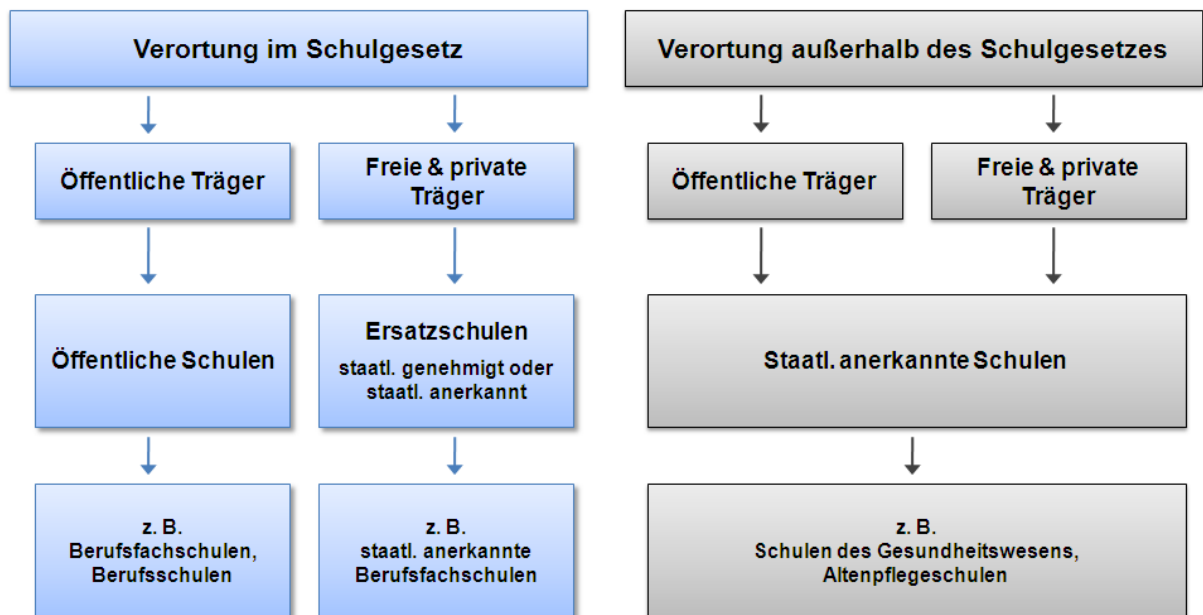 Verortung im Schulgesetz
Verortung außerhalb des Schulgesetzes
Öffentliche Träger
Freie & private
Träger
Öffentliche Träger
Freie & private
Träger
Öffentliche Schulen
Ersatzschulen
staatl. genehmigt oder
staatl. anerkannt
Staatl. anerkannte Schulen
z. B.
Berufsfachschulen,
Berufsschulen
z. B.
staatl. anerkannte
Berufsfachschulen
z. B.
Schulen des Gesundheitswesens,
Altenpflegeschulen